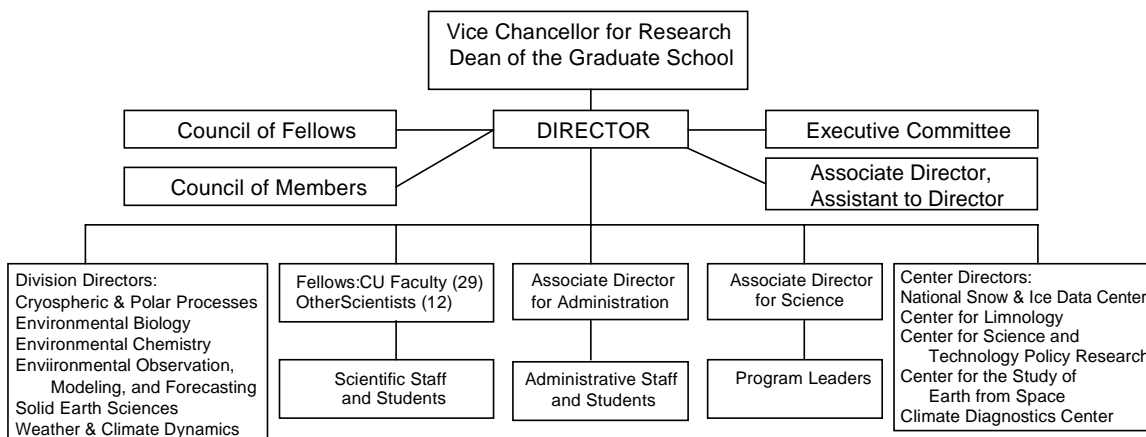 Vice Chancellor for Research
Dean of the Graduate School
Council of Fellows
DIRECTOR
Executive Committee
Council of Members
Associate Director,
Assistant to Director
Division Directors:
Cryospheric & Polar Processes
Environmental Biology
Environmental Chemistry
Enviironmental Observation,
Modeling, and Forecasting
Solid Earth Sciences
Weather & Climate Dynamics
Fellows:CU Faculty (29)
OtherScientists (12)
Scientific Staff
and Students
Associate Director
for Administration
Administrative Staff
and Students
Associate Director
for Science
Program Leaders
Center Directors:
National Snow & Ice Data Center
Center for Limnology
Center for Science and
Technology Policy Research
Center for the Study of
Earth from Space
Climate Diagnostics Center